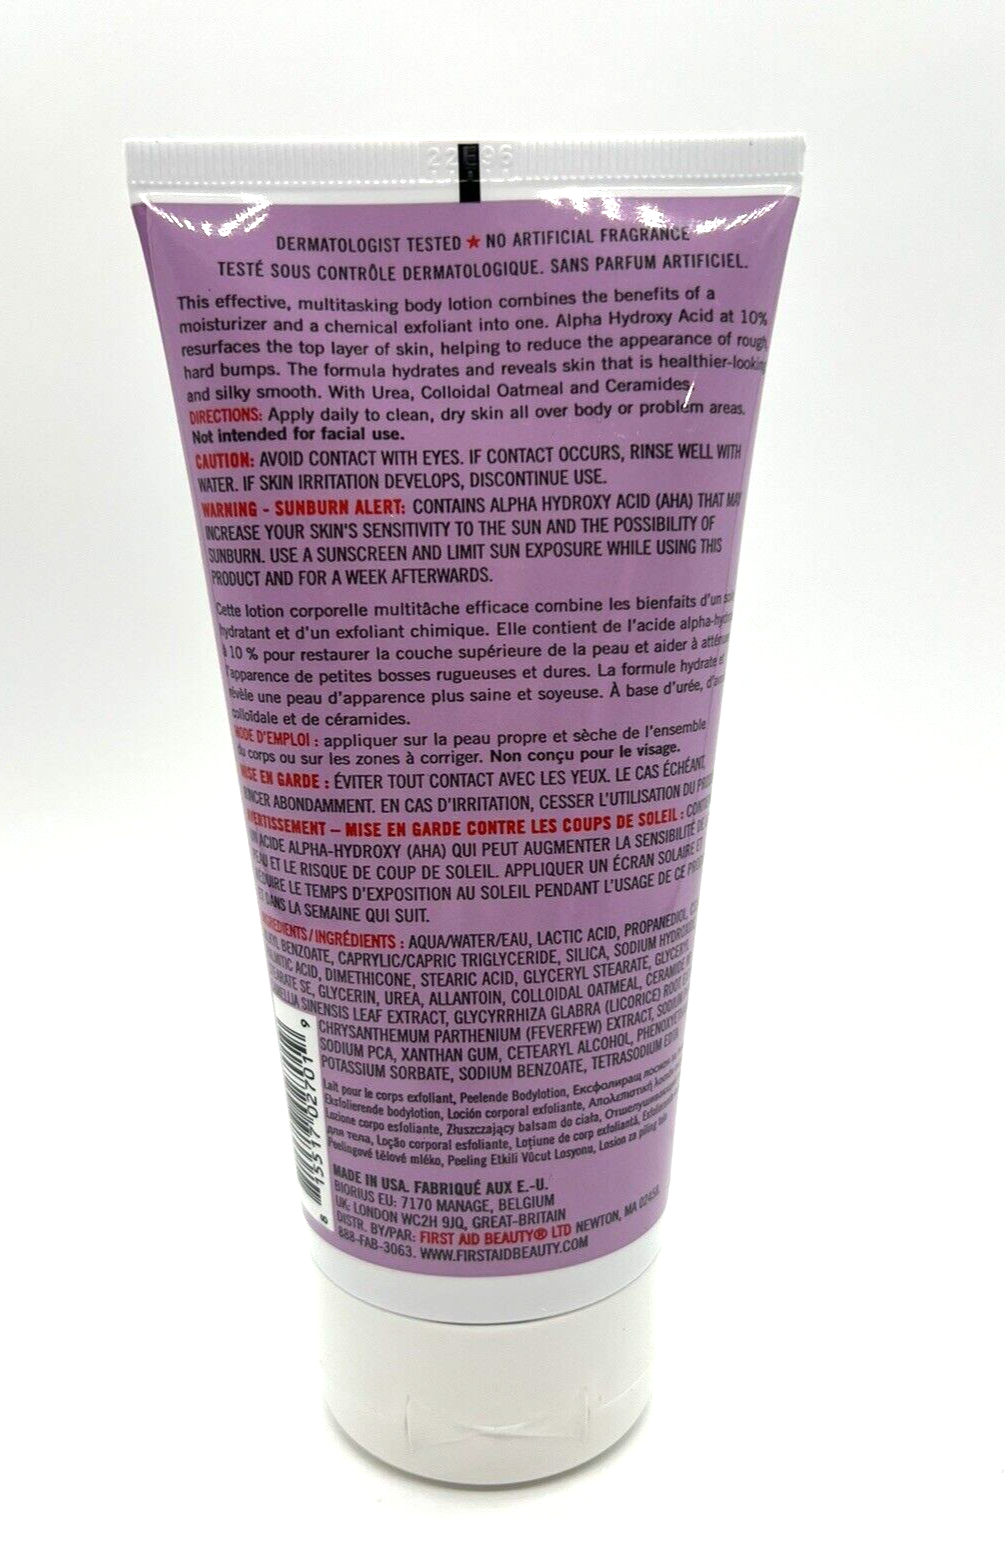 22E96
DERMATOLOGIST TESTED ★ NO ARTIFICIAL FRAGRANCE
TESTÉ SOUS CONTRÔLE DERMATOLOGIQUE. SANS PARFUM ARTIFICIEL.
This effective, multitasking body lotion combines the benefits of a
moisturizer and a chemical exfoliant into one. Alpha Hydroxy Acid at 10%
resurfaces the top layer of skin, helping to reduce the appearance of rough,
hard bumps. The formula hydrates and reveals skin that is healthier-looking
and silky smooth. With Urea, Colloidal Oatmeal and Ceramides.
DIRECTIONS: Apply daily to clean, dry skin all over body or problem areas.
Not intended for facial use.
CAUTION: AVOID CONTACT WITH EYES. IF CONTACT OCCURS, RINSE WELL WITH
WATER. IF SKIN IRRITATION DEVELOPS, DISCONTINUE USE.
WARNING - SUNBURN ALERT: CONTAINS ALPHA HYDROXY ACID (AHA) THAT MAY
INCREASE YOUR SKIN'S SENSITIVITY TO THE SUN AND THE POSSIBILITY OF
SUNBURN. USE A SUNSCREEN AND LIMIT SUN EXPOSURE WHILE USING THIS
PRODUCT AND FOR A WEEK AFTERWARDS.
Cette lotion corporelle multitâche efficace combine les bienfaits d'un
hydratant et d'un exfoliant chimique. Elle contient de l'acide
à 10 % pour restaurer la couche supérieure de la peau et aider à
l'apparence de petites bosses rugueuses et dures. La formule hydrate
révèle une peau d'apparence plus saine et soyeuse. À base d'urée,
colloïdale et de céramides.
MODE D'EMPLOI : appliquer sur la peau propre et sèche de l'ensemble
du corps ou sur les zones à corriger. Non conçu pour le visage.
MISE EN GARDE : ÉVITER TOUT CONTACT AVEC LES YEUX. LE CAS ÉCHÉANT,
RINCER ABONDAMMENT. EN CAS D'IRRITATION, CESSER L'UTILISATION DU
AVERTISSEMENT – MISE EN GARDE CONTRE LES COUPS DE SOLEIL :
UN ACIDE ALPHA-HYDROXY (AHA) QUI PEUT AUGMENTER LA SENSIBILITÉ DE
PEAU ET LE RISQUE DE COUP DE SOLEIL. APPLIQUER UN ÉCRAN SOLAIRE ET
RÉDUIRE LE TEMPS D'EXPOSITION AU SOLEIL PENDANT L'USAGE DE CE
ET DANS LA SEMAINE QUI SUIT.
INGREDIENTS/INGRÉDIENTS : AQUA/WATER/EAU, LACTIC ACID, PROPANEDIOL,
BENZOATE, CAPRYLIC/CAPRIC TRIGLYCERIDE, SILICA, SODIUM
PALMITIC ACID, DIMETHICONE, STEARIC ACID, GLYCERYL STEARATE, GLYCERYL
STEARATE SE, GLYCERIN, UREA, ALLANTOIN, COLLOIDAL OATMEAL, CERAMIDE
CAMELLIA SINENSIS LEAF EXTRACT, GLYCYRRHIZA GLABRA (LICORICE) ROOT
CHRYSANTHEMUM PARTHENIUM (FEVERFEW) EXTRACT, SODIUM
SODIUM PCA, XANTHAN GUM, CETEARYL ALCOHOL,
POTASSIUM SORBATE, SODIUM BENZOATE, TETRASODIUM
Lait pour le corps exfoliant, Peelende Bodylotion, Ексфолиращ лосион
Eksfolierende bodylotion, Loción corporal exfoliante, Απολεπιστική
Lozione corpo esfoliante, Złuszczający balsam do ciała,
для тела, Loção corporal esfoliante, Loțiune de corp exfoliantă,
Peelingové tělové mléko, Peeling Etkili Vücut Losyonu, Losion za piling
8 15517 02701 9
MADE IN USA. FABRIQUÉ AUX E.-U.
BIORIUS EU: 7170 MANAGE, BELGIUM
UK: LONDON WC2H 9JQ, GREAT-BRITAIN
DISTR. BY/PAR: FIRST AID BEAUTY® LTD NEWTON, MA 02458.
888-FAB-3063. WWW.FIRSTAIDBEAUTY.COM